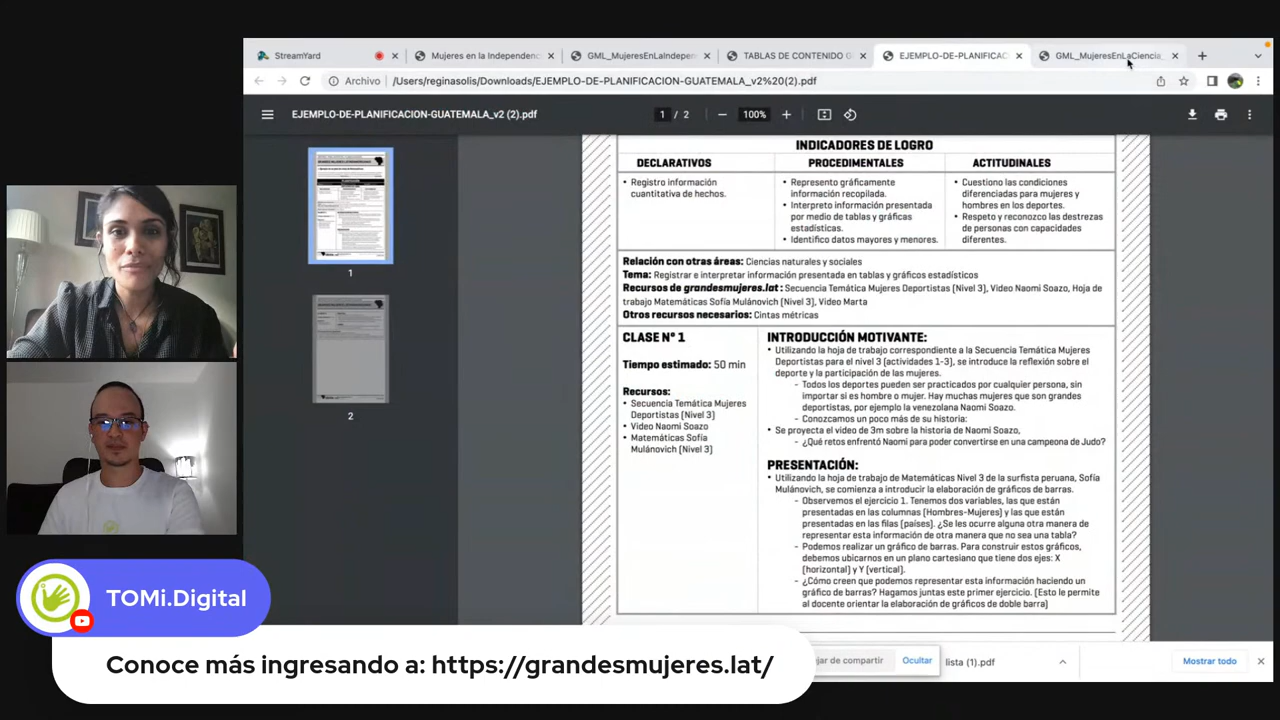 StreamYard
Mujeres en la Independenc
GML_MujeresEnLaIndepen
TABLAS DE CONTENIDO G
EJEMPLO-DE-PLANIFICAC
GML_MujeresEnLaCiencia_
Archivo
/Users/reginasolis/Downloads/EJEMPLO-DE-PLANIFICACION-GUATEMALA_v2%20(2).pdf
EJEMPLO-DE-PLANIFICACION-GUATEMALA_v2 (2).pdf
1 / 2
100%
1
2
INDICADORES DE LOGRO
DECLARATIVOS
PROCEDIMENTALES
ACTITUDINALES
• Registro información
cuantitativa de hechos.
• Represento gráficamente
información recopilada.
• Interpreto información presentada
por medio de tablas y gráficas
estadísticas.
• Identifico datos mayores y menores.
• Cuestiono las condiciones
diferenciadas para mujeres y
hombres en los deportes.
• Respeto y reconozco las destrezas
de personas con capacidades
diferentes.
Relación con otras áreas: Ciencias naturales y sociales
Tema: Registrar e interpretar información presentada en tablas y gráficos estadísticos
Recursos de grandesmujeres.lat: Secuencia Temática Mujeres Deportistas (Nivel 3), Video Naomi Soazo, Hoja de
trabajo Matemáticas Sofía Mulánovich (Nivel 3), Video Marta
Otros recursos necesarios: Cintas métricas
CLASE N° 1
Tiempo estimado: 50 min
Recursos:
• Secuencia Temática Mujeres
Deportistas (Nivel 3)
• Video Naomi Soazo
• Matemáticas Sofía
Mulánovich (Nivel 3)
INTRODUCCIÓN MOTIVANTE:
• Utilizando la hoja de trabajo correspondiente a la Secuencia Temática Mujeres
Deportistas para el nivel 3 (actividades 1-3), se introduce la reflexión sobre el
deporte y la participación de las mujeres.
- Todos los deportes pueden ser practicados por cualquier persona, sin
importar si es hombre o mujer. Hay muchas mujeres que son grandes
deportistas, por ejemplo la venezolana Naomi Soazo.
- Conozcamos un poco más de su historia:
• Se proyecta el video de 3m sobre la historia de Naomi Soazo,
- ¿Qué retos enfrentó Naomi para poder convertirse en una campeona de Judo?
PRESENTACIÓN:
• Utilizando la hoja de trabajo de Matemáticas Nivel 3 de la surfista peruana, Sofía
Mulánovich, se comienza a introducir la elaboración de gráficos de barras.
- Observemos el ejercicio 1. Tenemos dos variables, las que están
presentadas en las columnas (Hombres-Mujeres) y las que están
presentadas en las filas (países). ¿Se les ocurre alguna otra manera de
representar esta información de otra manera que no sea una tabla?
- Podemos realizar un gráfico de barras. Para construir estos gráficos,
debemos ubicarnos en un plano cartesiano que tiene dos ejes: X
(horizontal) y Y (vertical).
- ¿Cómo creen que podemos representar esta información haciendo un
gráfico de barras? Hagamos juntas este primer ejercicio. (Esto le permite
al docente orientar la elaboración de gráficos de doble barra)
jar de compartir
Ocultar
lista (1).pdf
Mostrar todo
TOMi.Digital
Conoce más ingresando a: https://grandesmujeres.lat/